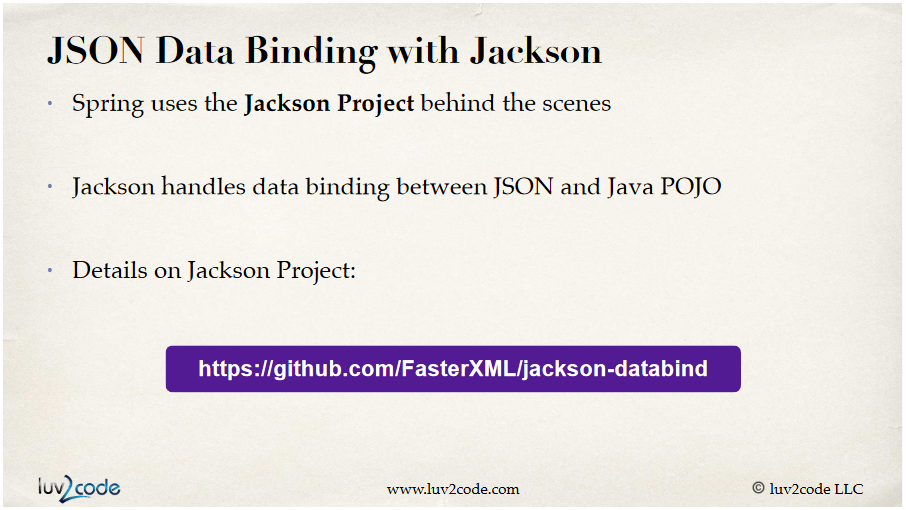 JSON Data Binding with Jackson
• Spring uses the Jackson Project behind the scenes
• Jackson handles data binding between JSON and Java POJO
• Details on Jackson Project:
https://github.com/FasterXML/jackson-databind
luv2code
www.luv2code.com
© luv2code LLC